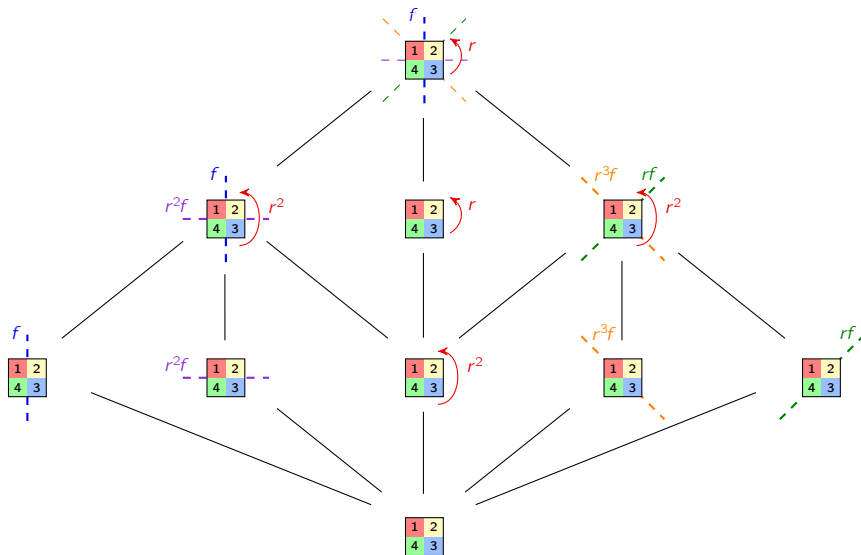 f
1 2 r
4 3
f r³f rf
r²f 1 2 r² 1 2 r 1 2 r²
4 3 4 3 4 3
f r³f rf
1 2 r²f 1 2 1 2 r² 1 2 1 2
4 3 4 3 4 3 4 3 4 3
1 2
4 3